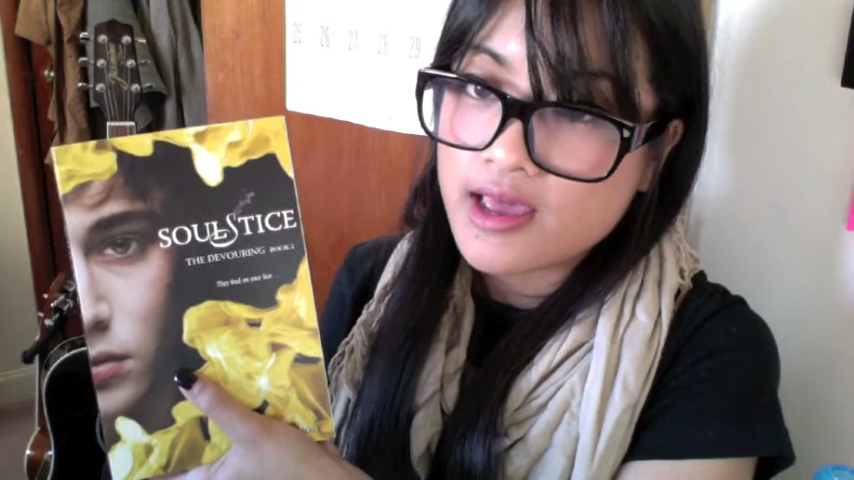 25 26 27 28 29
SOULSTICE
THE DEVOURING BOOK 2
They feed on your fear...